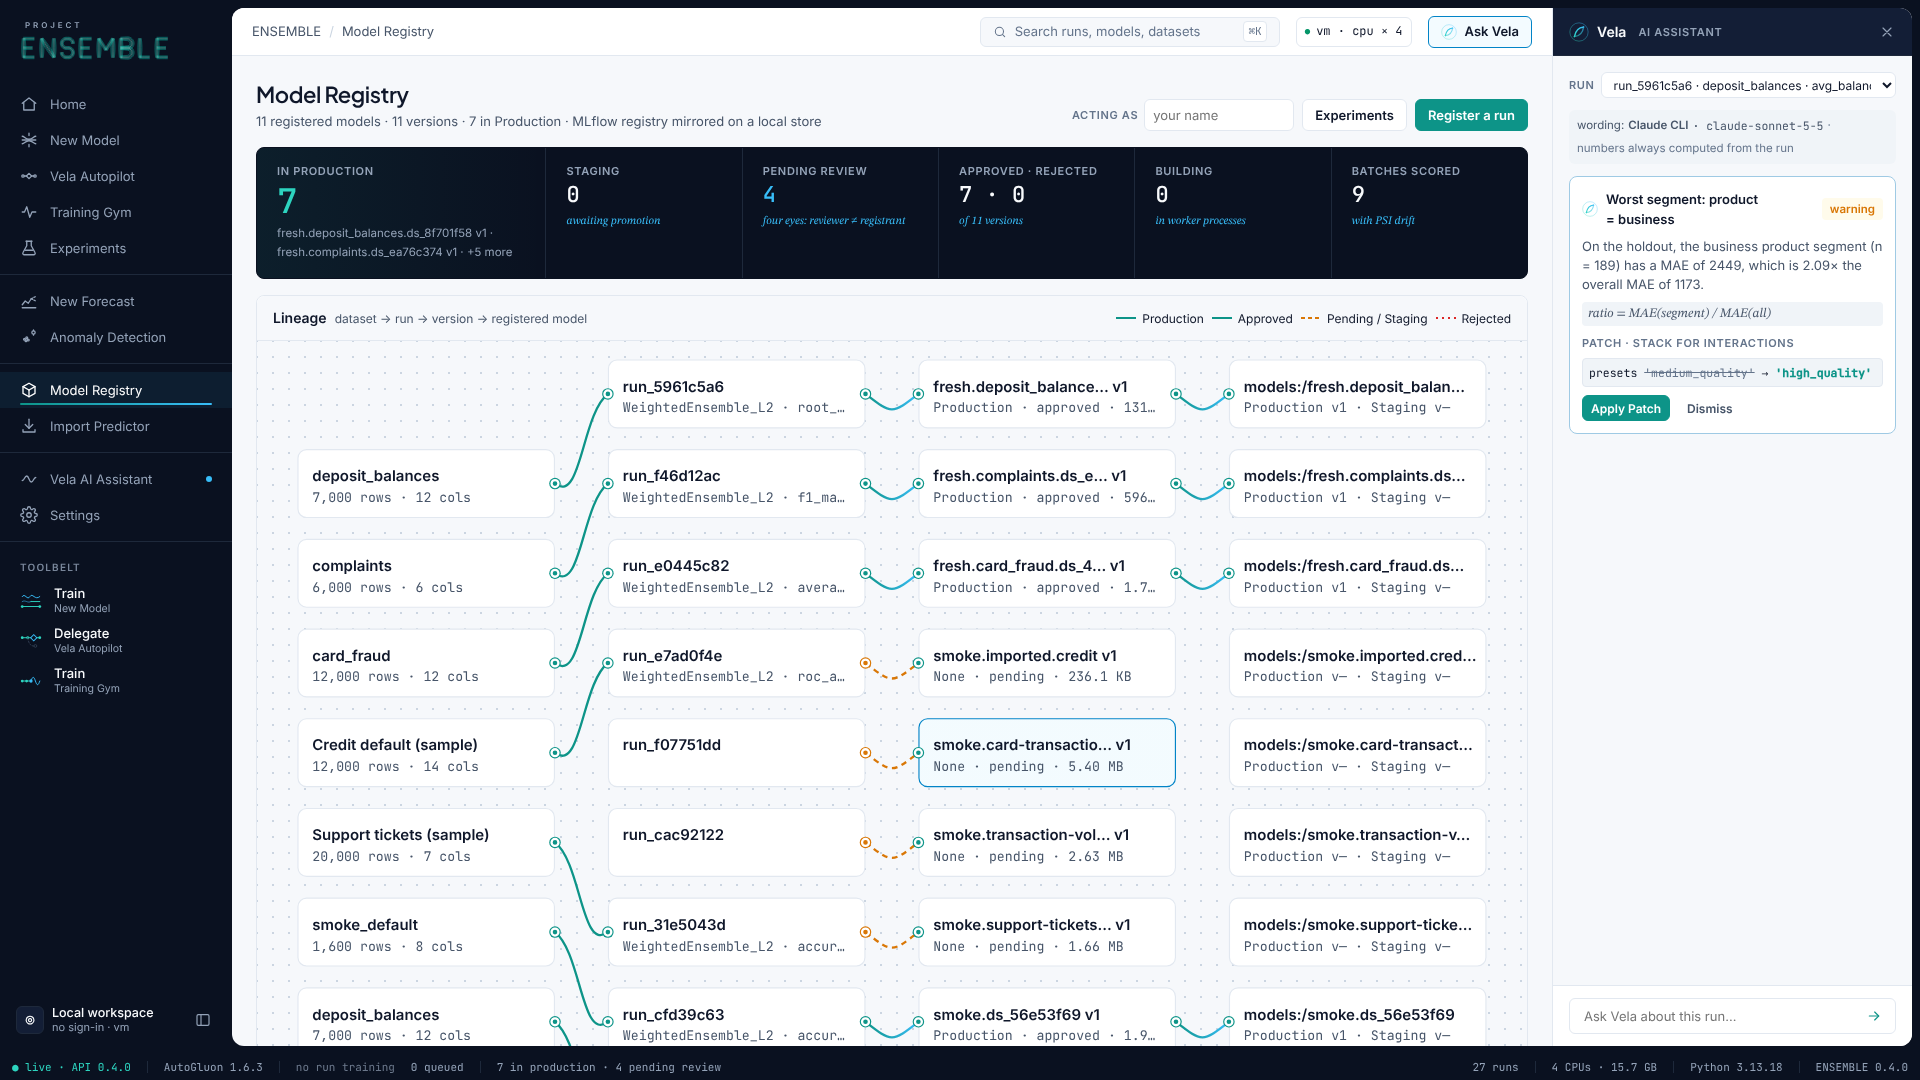 PROJECT
ENSEMBLE
Home
New Model
Vela Autopilot
Training Gym
Experiments
New Forecast
Anomaly Detection
Model Registry
Import Predictor
Vela AI Assistant
Settings
TOOLBELT
Train
New Model
Delegate
Vela Autopilot
Train
Training Gym
Local workspace
no sign-in · vm
ENSEMBLE / Model Registry
Search runs, models, datasets ⌘K
vm · cpu × 4
Ask Vela
Model Registry
11 registered models · 11 versions · 7 in Production · MLflow registry mirrored on a local store
ACTING AS your name Experiments Register a run
IN PRODUCTION
7
fresh.deposit_balances.ds_8f701f58 v1 ·
fresh.complaints.ds_ea76c374 v1 · +5 more
STAGING
0
awaiting promotion
PENDING REVIEW
4
four eyes: reviewer ≠ registrant
APPROVED · REJECTED
7 · 0
of 11 versions
BUILDING
0
in worker processes
BATCHES SCORED
9
with PSI drift
Lineage dataset → run → version → registered model
Production Approved Pending / Staging Rejected
run_5961c5a6
WeightedEnsemble_L2 · root_…
fresh.deposit_balance… v1
Production · approved · 131…
models:/fresh.deposit_balan…
Production v1 · Staging v—
deposit_balances
7,000 rows · 12 cols
run_f46d12ac
WeightedEnsemble_L2 · f1_ma…
fresh.complaints.ds_e… v1
Production · approved · 596…
models:/fresh.complaints.ds…
Production v1 · Staging v—
complaints
6,000 rows · 6 cols
run_e0445c82
WeightedEnsemble_L2 · avera…
fresh.card_fraud.ds_4… v1
Production · approved · 1.7…
models:/fresh.card_fraud.ds…
Production v1 · Staging v—
card_fraud
12,000 rows · 12 cols
run_e7ad0f4e
WeightedEnsemble_L2 · roc_a…
smoke.imported.credit v1
None · pending · 236.1 KB
models:/smoke.imported.cred…
Production v— · Staging v—
Credit default (sample)
12,000 rows · 14 cols
run_f07751dd
smoke.card-transactio… v1
None · pending · 5.40 MB
models:/smoke.card-transact…
Production v— · Staging v—
Support tickets (sample)
20,000 rows · 7 cols
run_cac92122
smoke.transaction-vol… v1
None · pending · 2.63 MB
models:/smoke.transaction-v…
Production v— · Staging v—
smoke_default
1,600 rows · 8 cols
run_31e5043d
WeightedEnsemble_L2 · accur…
smoke.support-tickets… v1
None · pending · 1.66 MB
models:/smoke.support-ticke…
Production v— · Staging v—
deposit_balances
7,000 rows · 12 cols
run_cfd39c63
WeightedEnsemble_L2 · accur…
smoke.ds_56e53f69 v1
Production · approved · 1.9…
models:/smoke.ds_56e53f69
Production v1 · Staging v—
Vela AI ASSISTANT
RUN run_5961c5a6 · deposit_balances · avg_balanc
wording: Claude CLI · claude-sonnet-5-5 ·
numbers always computed from the run
Worst segment: product
= business
warning
On the holdout, the business product segment (n
= 189) has a MAE of 2449, which is 2.09× the
overall MAE of 1173.
ratio = MAE(segment) / MAE(all)
PATCH · STACK FOR INTERACTIONS
presets 'medium_quality' → 'high_quality'
Apply Patch Dismiss
Ask Vela about this run...
live · API 0.4.0 AutoGluon 1.6.3 no run training 0 queued 7 in production · 4 pending review 27 runs 4 CPUs · 15.7 GB Python 3.13.18 ENSEMBLE 0.4.0